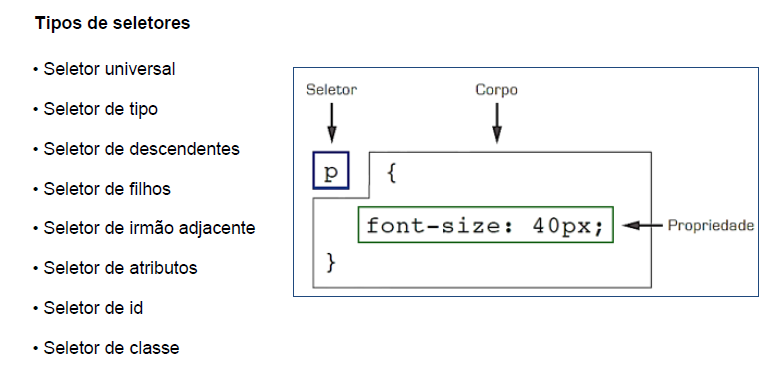 Tipos de seletores
• Seletor universal
• Seletor de tipo
• Seletor de descendentes
• Seletor de filhos
• Seletor de irmão adjacente
• Seletor de atributos
• Seletor de id
• Seletor de classe
Seletor
Corpo
p {
font-size: 40px;
Propriedade
}